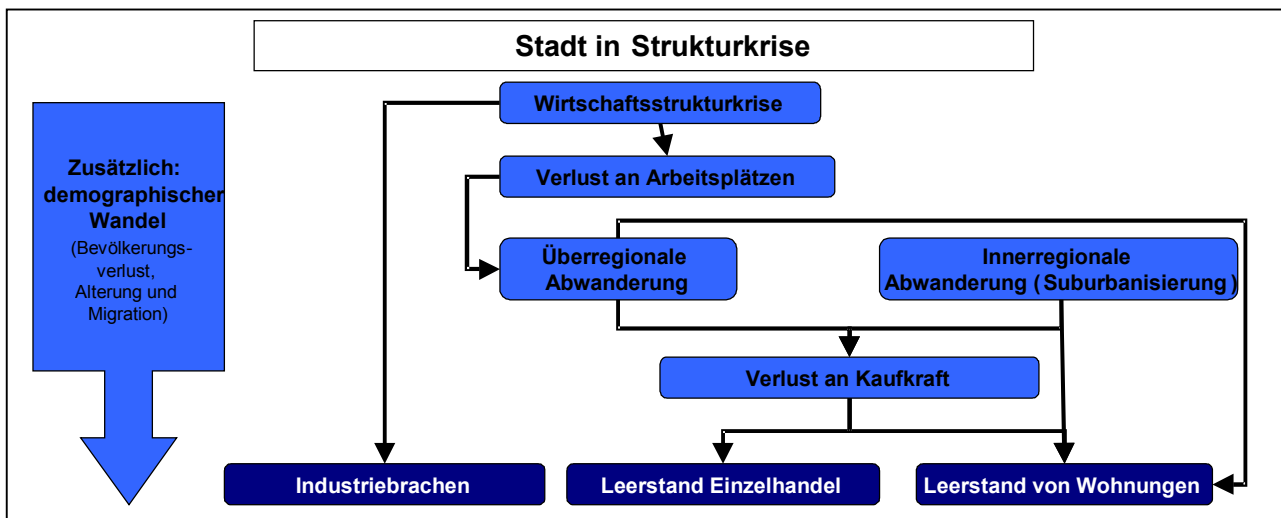 Stadt in Strukturkrise
Wirtschaftsstrukturkrise
Zusätzlich:
demographischer
Wandel
(Bevölkerungs-
verlust,
Alterung und
Migration)
Verlust an Arbeitsplätzen
Überregionale
Abwanderung
Innerregionale
Abwanderung (Suburbanisierung)
Verlust an Kaufkraft
Industriebrachen
Leerstand Einzelhandel
Leerstand von Wohnungen